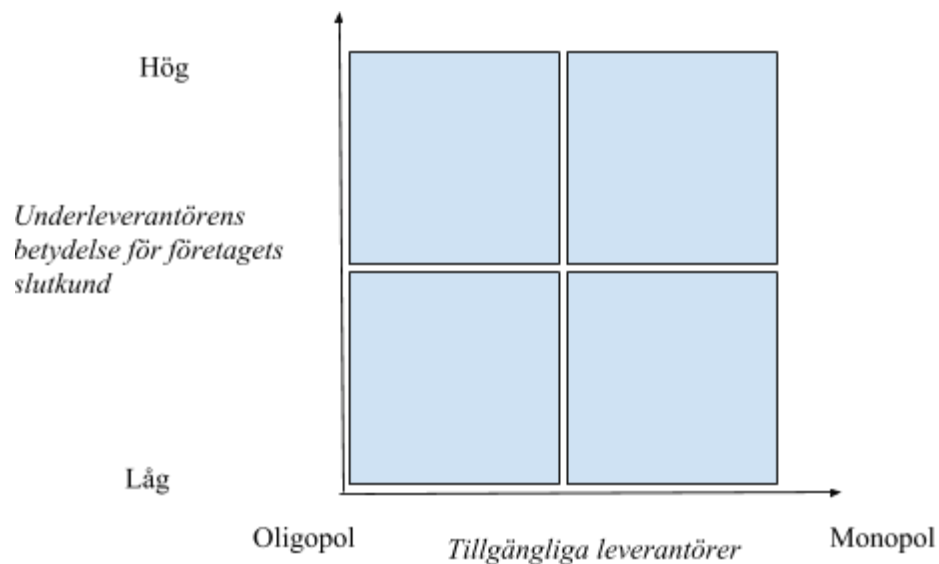 Hög
Underleverantörens
betydelse för företagets
slutkund
Låg
Oligopol
Tillgängliga leverantörer
Monopol